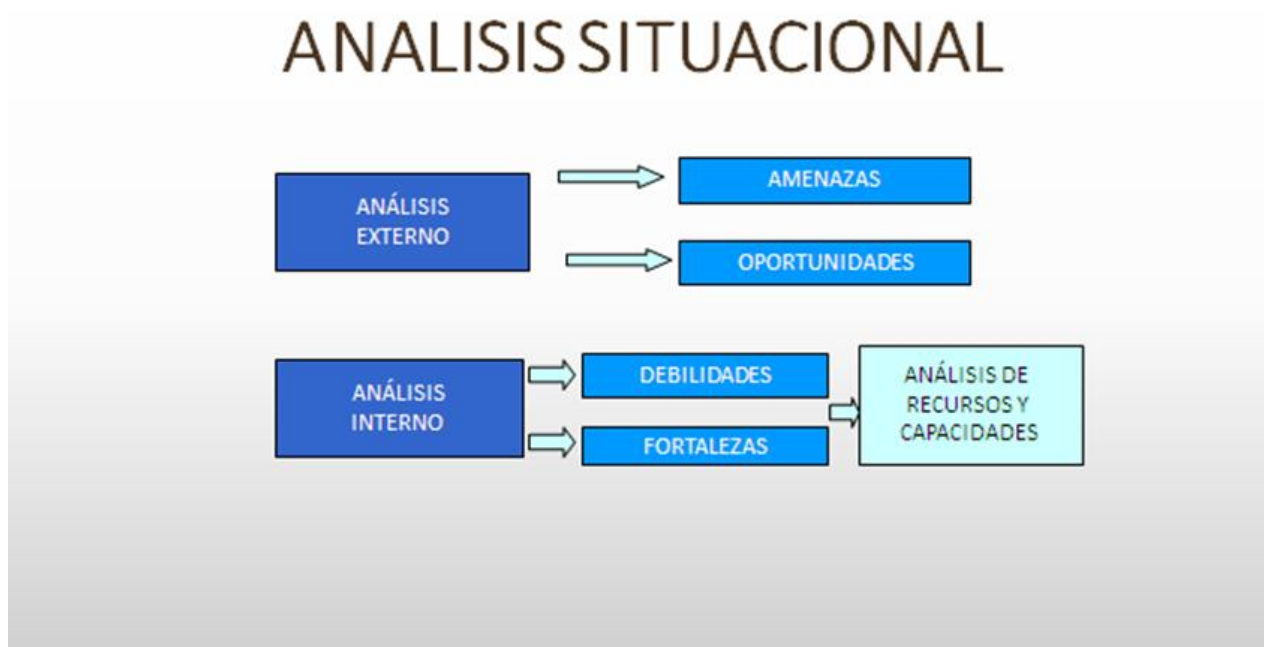 ANALISIS SITUACIONAL
ANÁLISIS
EXTERNO
AMENAZAS
OPORTUNIDADES
ANÁLISIS
INTERNO
DEBILIDADES
FORTALEZAS
ANÁLISIS DE
RECURSOS Y
CAPACIDADES